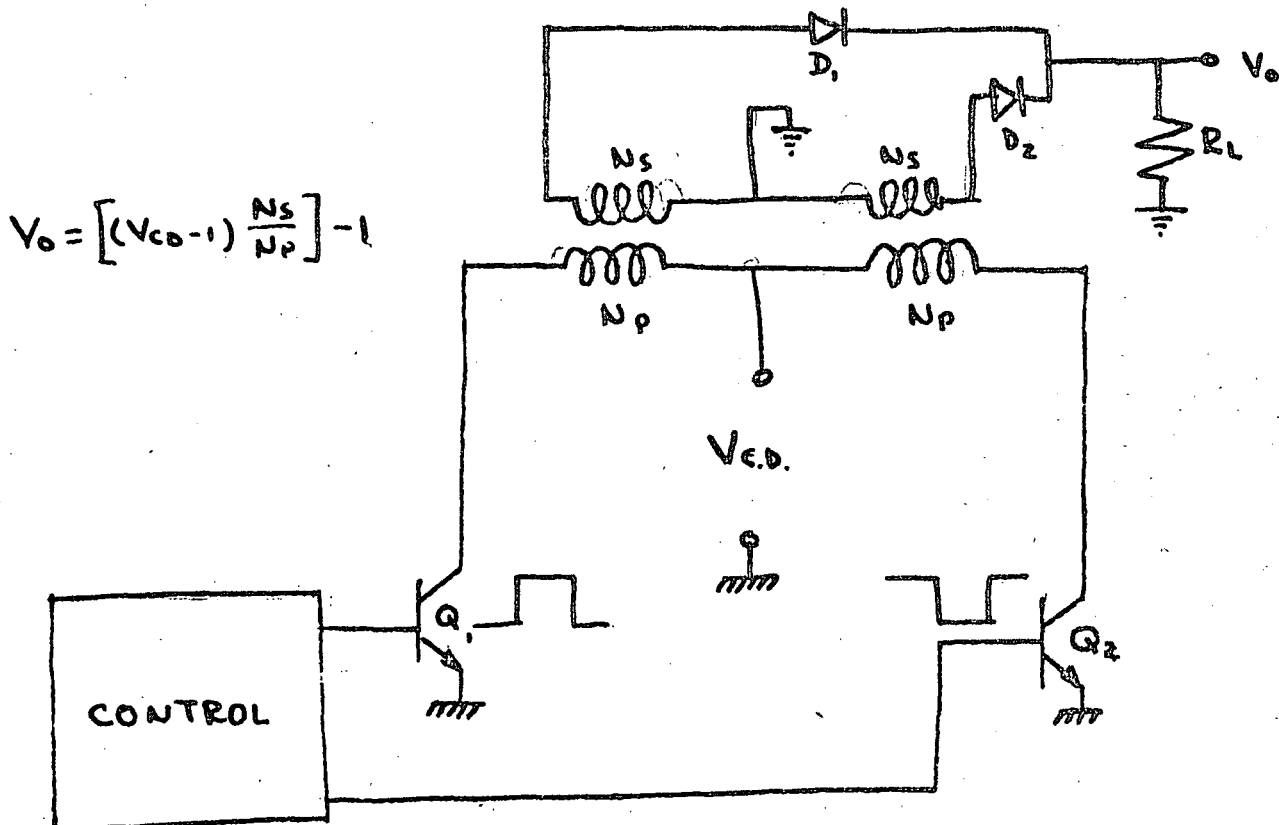 D1
Vo
D2
Ns
Ns
RL
Vo = [(VCD-1) Ns/Np] -1
Np
Np
VC.D.
Q1
Q2
CONTROL